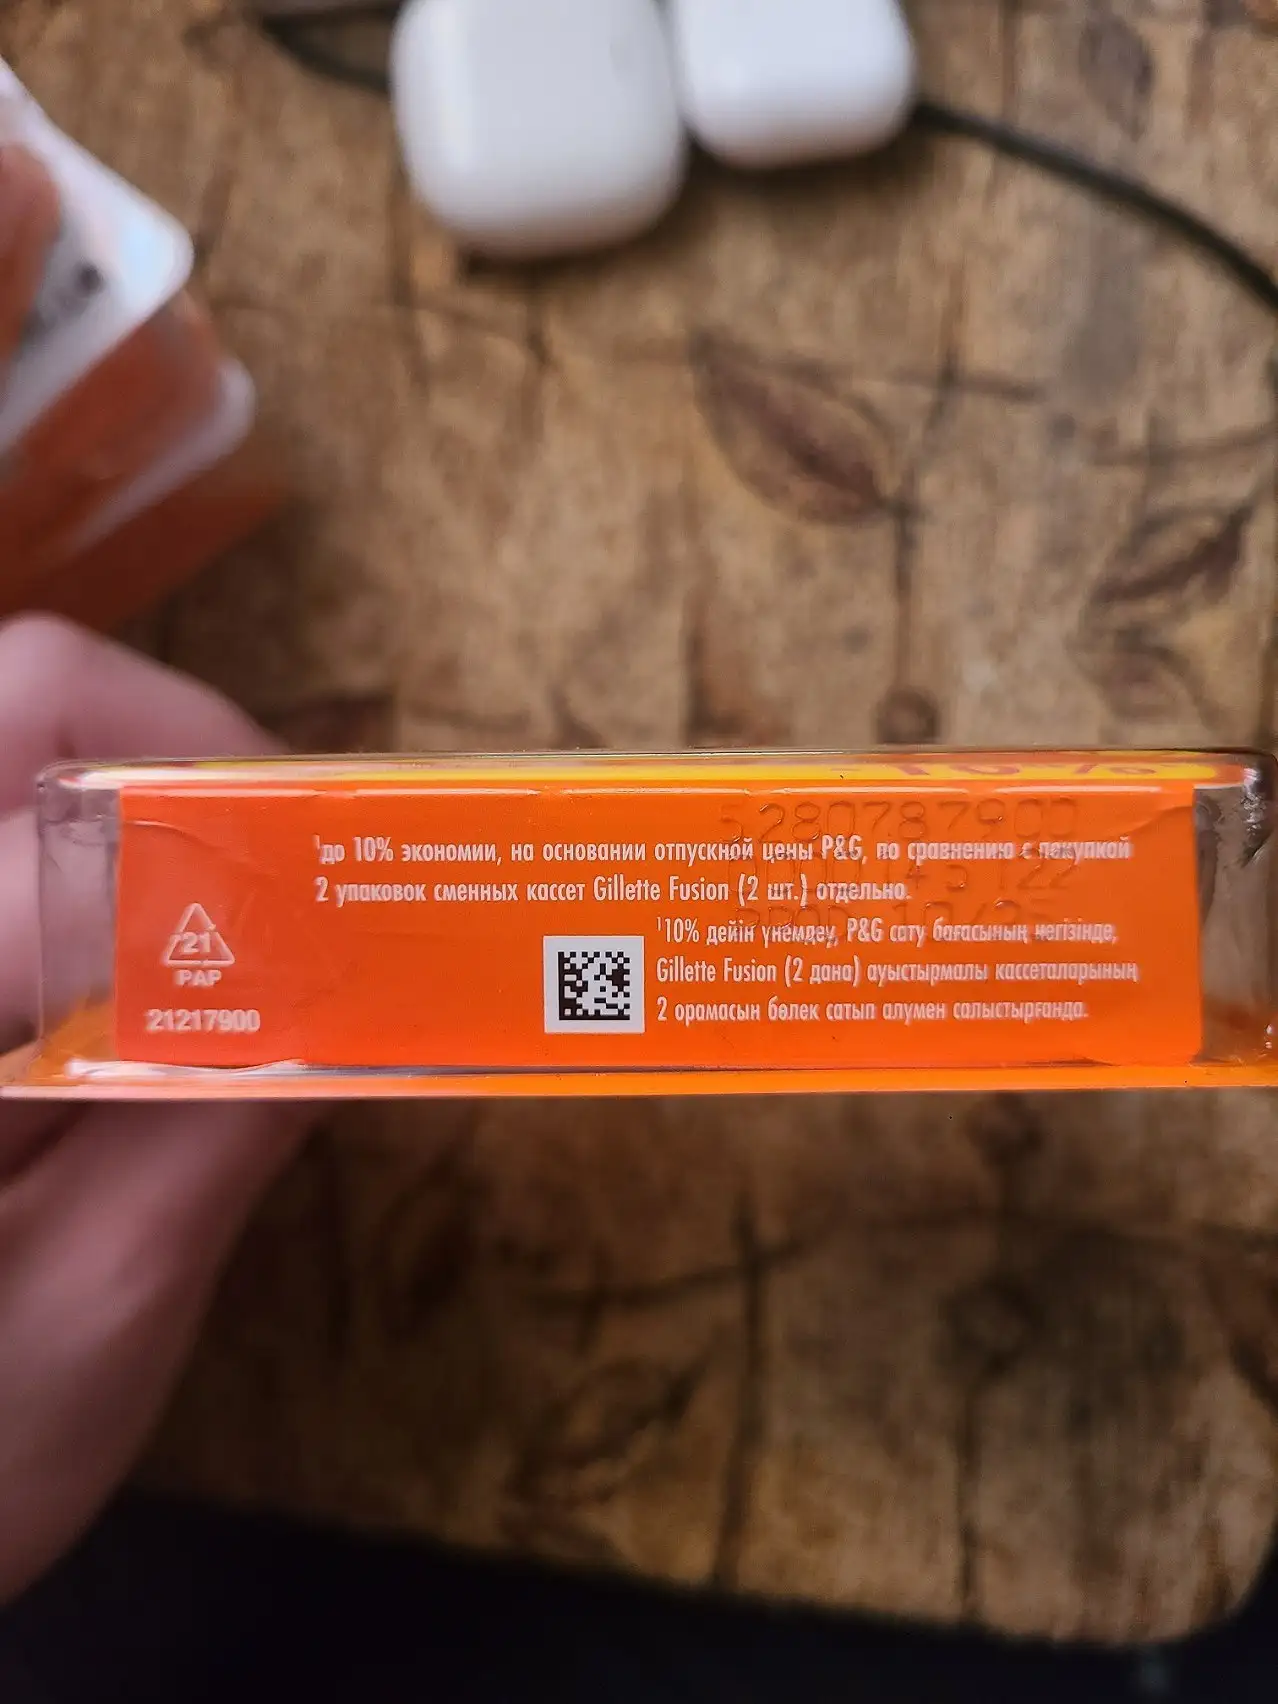 5280787900
¹до 10% экономии, на основании отпускной цены P&G, по сравнению с покупкой
2 упаковок сменных кассет Gillette Fusion (2 шт.) отдельно.
¹10% дейін үнемдеу, P&G сату бағасының негізінде,
Gillette Fusion (2 дана) ауыстырмалы кассеталарының
2 орамасын бөлек сатып алумен салыстырғанда.
21
PAP
21217900